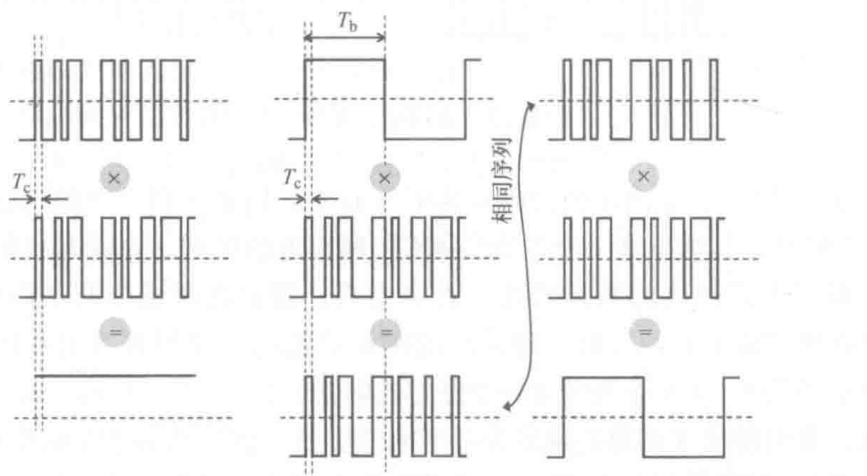 T_b
×
×
×
T_c
T_c
相同序列
=
=
=